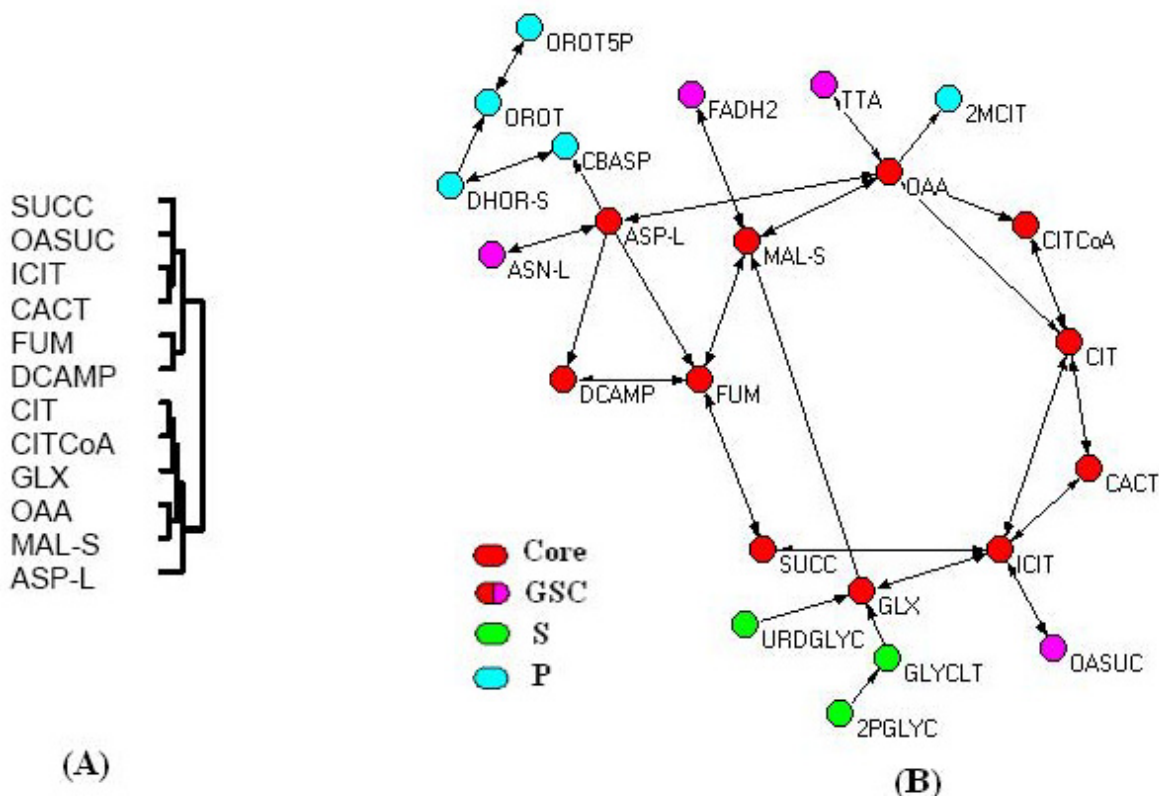 SUCC
OASUC
ICIT
CACT
FUM
DCAMP
CIT
CITCoA
GLX
OAA
MAL-S
ASP-L
(A)
OROT5P
OROT
CBASP
DHOR-S
FADH2
TTA
2MCIT
OAA
ASP-L
ASN-L
MAL-S
CITCoA
CIT
DCAMP
FUM
CACT
SUCC
ICIT
GLX
URDGLYC
GLYCLT
OASUC
2PGLYC
Core
GSC
S
P
(B)